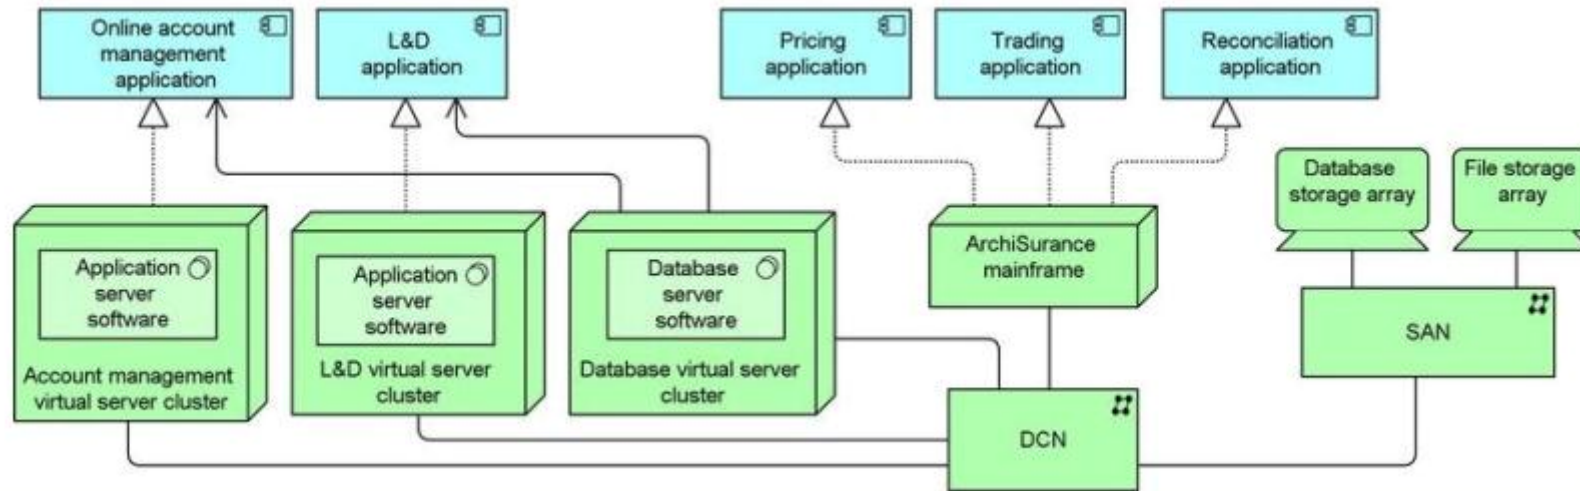 Online account
management
application
L&D
application
Pricing
application
Trading
application
Reconciliation
application
Database
storage array
File storage
array
Application
server
software
Account management
virtual server cluster
Application
server
software
L&D virtual server
cluster
Database
server
software
Database virtual server
cluster
ArchiSurance
mainframe
SAN
DCN